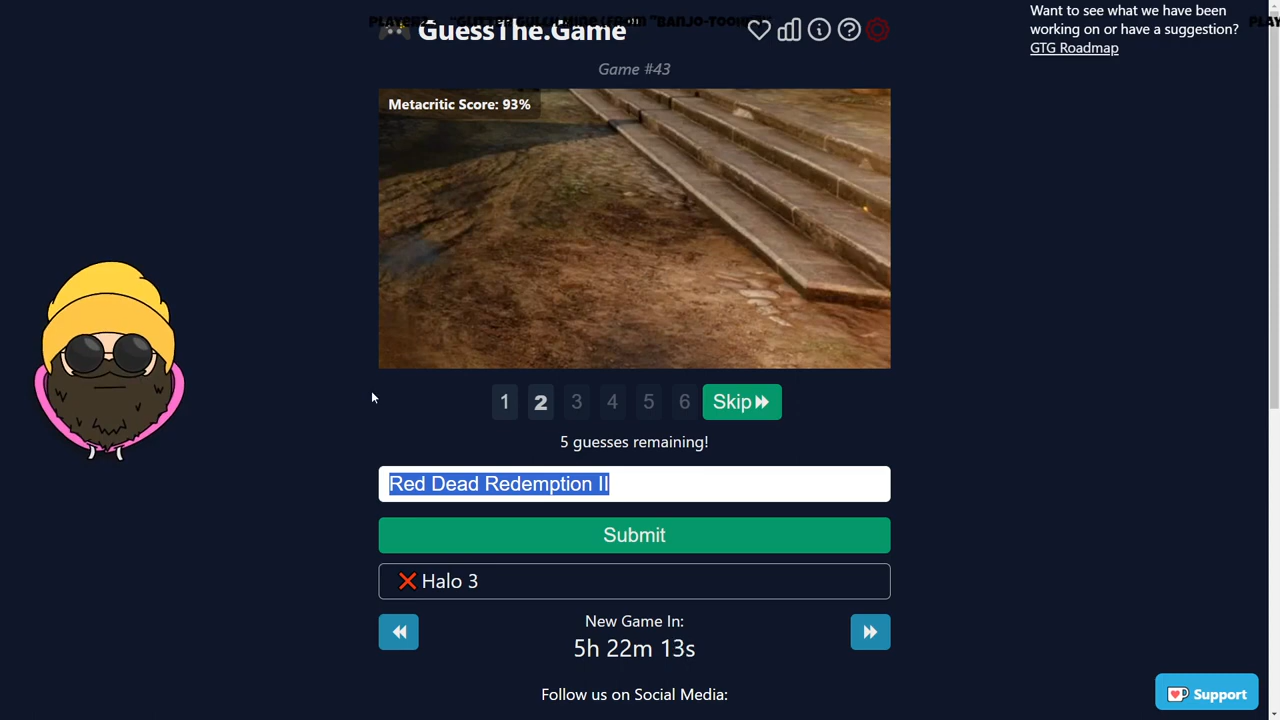 Want to see what we have been
working on or have a suggestion?
GTG Roadmap
GuessThe.Game
Game #43
Metacritic Score: 93%
1 2 3 4 5 6 Skip
5 guesses remaining!
Red Dead Redemption II
Submit
Halo 3
New Game In:
5h 22m 13s
Follow us on Social Media:
Support